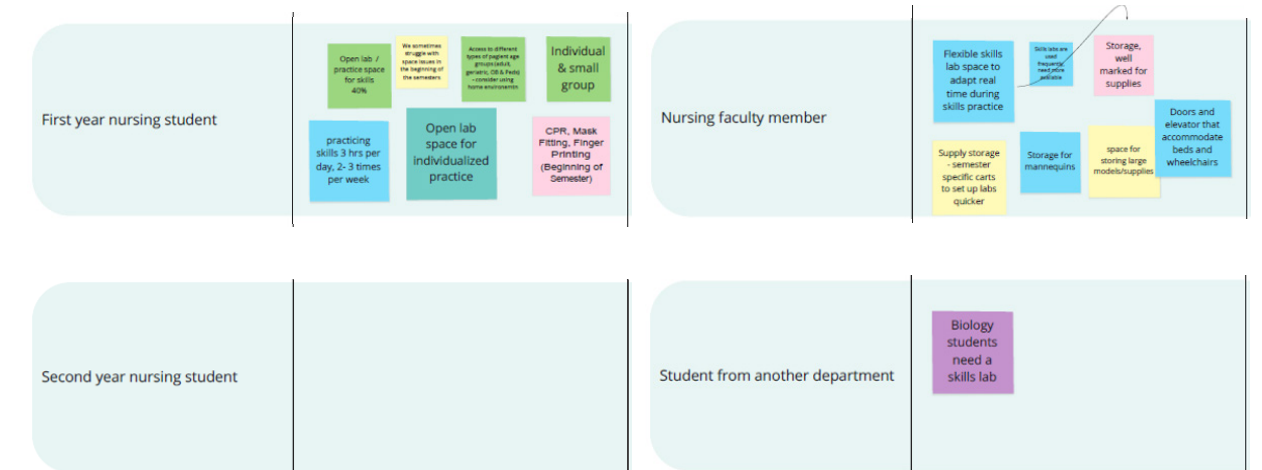 First year nursing student
Open lab /
practice space
for skills
40%
We sometimes
struggle with
space issues in
the beginning of
the semesters
Access to different
types of patient age
groups (adult,
geriatric, OB & Peds)
- consider using
home environments
Individual
& small
group
practicing
skills 3 hrs per
day, 2- 3 times
per week
Open lab
space for
individualized
practice
CPR, Mask
Fitting, Finger
Printing
(Beginning of
Semester)
Nursing faculty member
Flexible skills
lab space to
adapt real
time during
skills practice
Skills labs are
used
frequently,
need more
available
Storage,
well
marked for
supplies
Supply storage
- semester
specific carts
to set up labs
quicker
Storage for
mannequins
space for
storing large
models/supplies
Doors and
elevator that
accommodate
beds and
wheelchairs
Second year nursing student
Student from another department
Biology
students
need a
skills lab